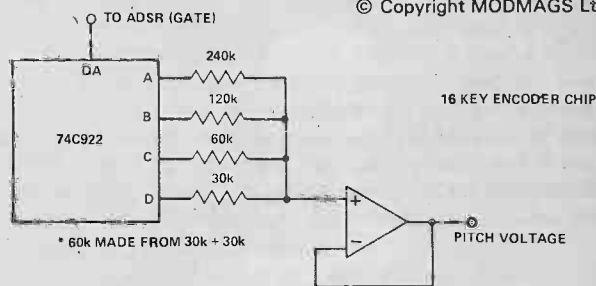 © Copyright MODMAGS Lt
TO ADSR (GATE)
DA
A
240k
B
120k
16 KEY ENCODER CHIP
74C922
C
60k
D
30k
+
−
* 60k MADE FROM 30k + 30k
PITCH VOLTAGE